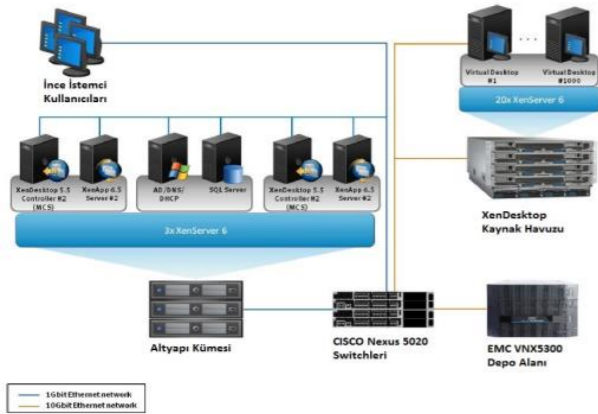 İnce İstemci
Kullanıcıları
Virtual Desktop
#1
...
Virtual Desktop
#1000
20x XenServer 6
XenDesktop 5.5
Controller #2
(MCS)
XenApp 6.5
Server #2
AD/DNS/
DHCP
SQL Server
XenDesktop 5.5
Controller #2
(MCS)
XenApp 6.5
Server #2
3x XenServer 6
XenDesktop
Kaynak Havuzu
Altyapı Kümesi
CISCO Nexus 5020
Switchleri
EMC VNX5300
Depo Alanı
1Gbit Ethernet network
10Gbit Ethernet network